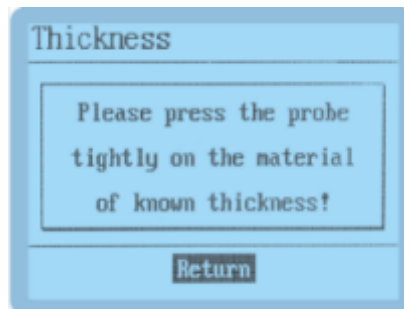 Thickness
Please press the probe
tightly on the material
of known thickness!
Return